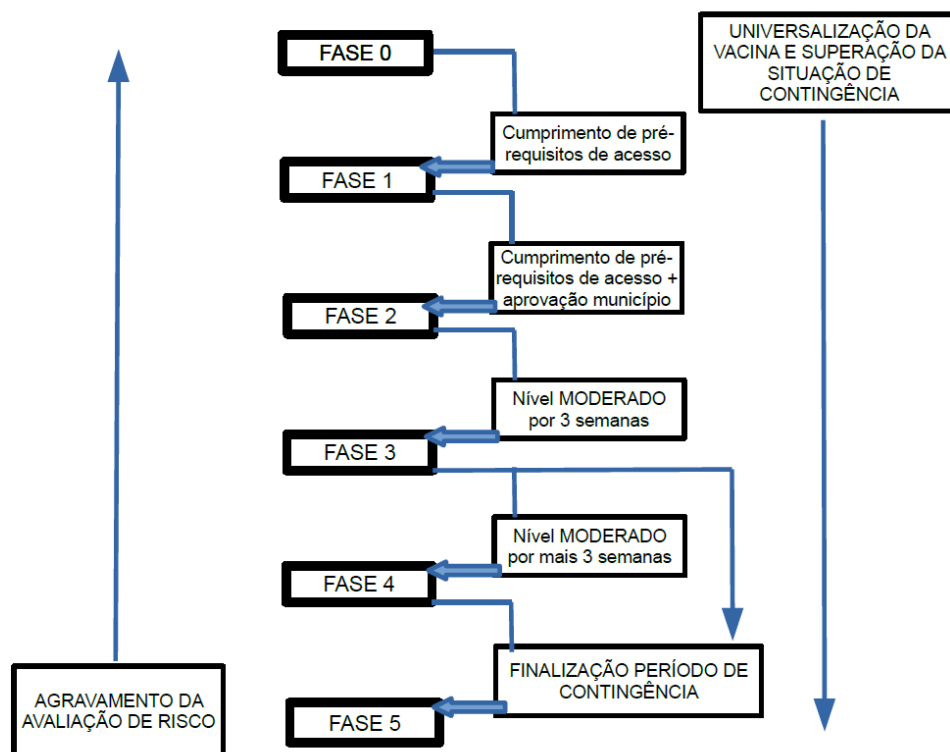 FASE 0
UNIVERSALIZAÇÃO DA
VACINA E SUPERAÇÃO DA
SITUAÇÃO DE
CONTINGÊNCIA
Cumprimento de pré-
requisitos de acesso
FASE 1
Cumprimento de pré-
requisitos de acesso +
aprovação município
FASE 2
Nível MODERADO
por 3 semanas
FASE 3
Nível MODERADO
por mais 3 semanas
FASE 4
FINALIZAÇÃO PERÍODO DE
CONTINGÊNCIA
AGRAVAMENTO DA
AVALIAÇÃO DE RISCO
FASE 5